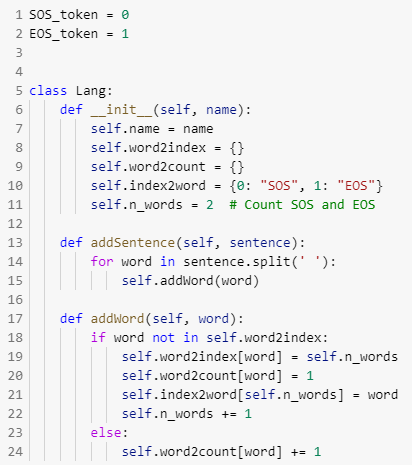 1 SOS_token = 0
2 EOS_token = 1
3
4
5 class Lang:
6     def __init__(self, name):
7         self.name = name
8         self.word2index = {}
9         self.word2count = {}
10         self.index2word = {0: "SOS", 1: "EOS"}
11         self.n_words = 2  # Count SOS and EOS
12
13     def addSentence(self, sentence):
14         for word in sentence.split(' '):
15             self.addWord(word)
16
17     def addWord(self, word):
18         if word not in self.word2index:
19             self.word2index[word] = self.n_words
20             self.word2count[word] = 1
21             self.index2word[self.n_words] = word
22             self.n_words += 1
23         else:
24             self.word2count[word] += 1